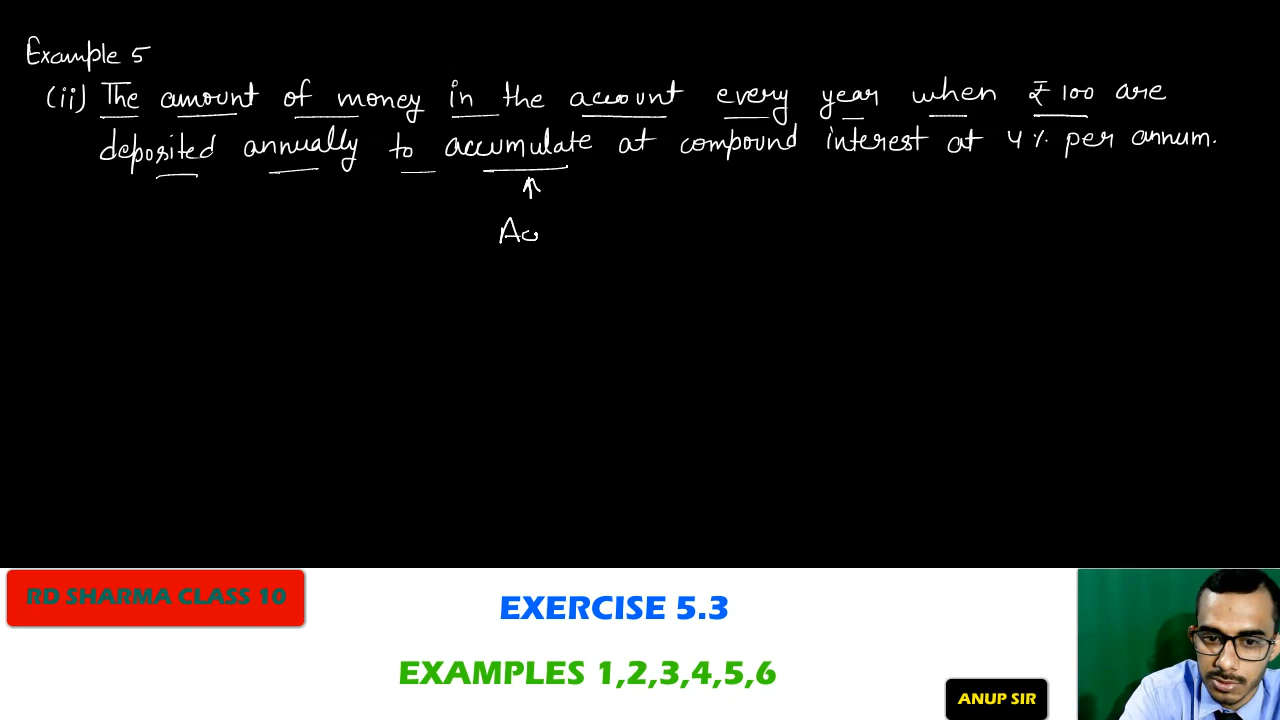 Example 5
(ii) The amount of money in the account every year when ₹ 100 are
deposited annually to accumulate at compound interest at 4% per annum.
Ac
RD SHARMA CLASS 10
EXERCISE 5.3
EXAMPLES 1,2,3,4,5,6
ANUP SIR